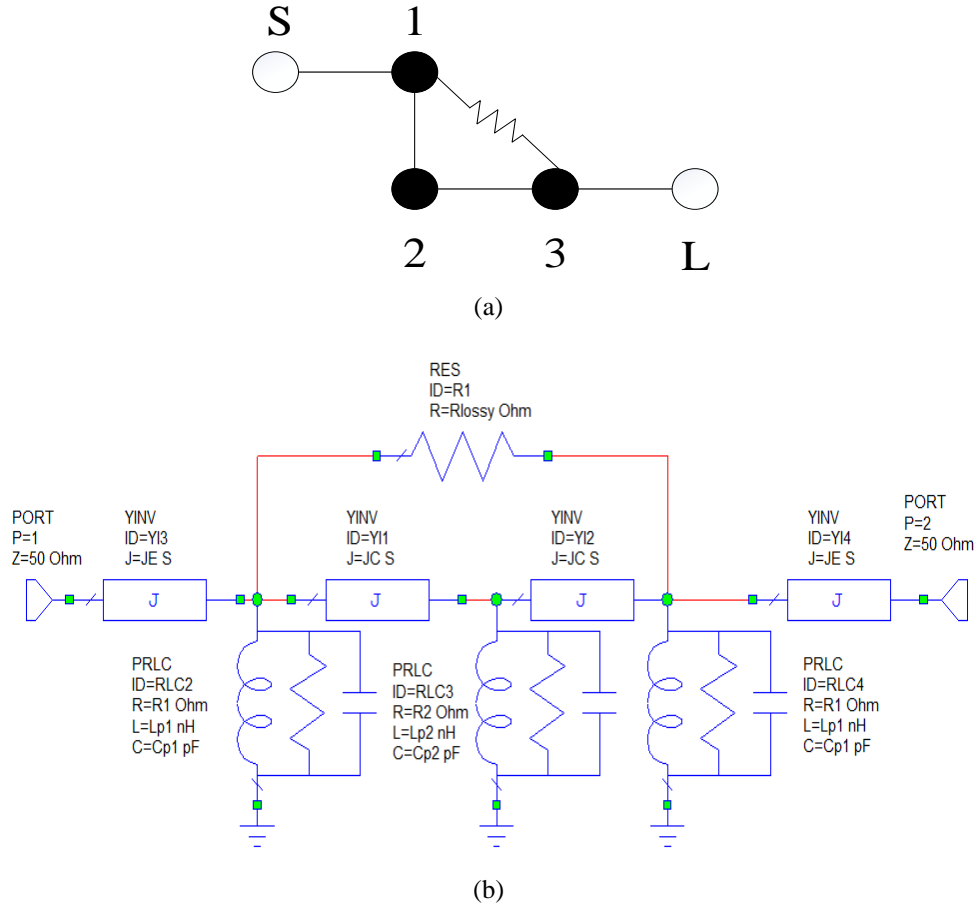 S
1
2
3
L
(a)
RES
ID=R1
R=Rlossy Ohm
PORT
P=1
Z=50 Ohm
YINV
ID=YI3
J=JE S
J
YINV
ID=YI1
J=JC S
J
YINV
ID=YI2
J=JC S
J
YINV
ID=YI4
J=JE S
J
PORT
P=2
Z=50 Ohm
PRLC
ID=RLC2
R=R1 Ohm
L=Lp1 nH
C=Cp1 pF
PRLC
ID=RLC3
R=R2 Ohm
L=Lp2 nH
C=Cp2 pF
PRLC
ID=RLC4
R=R1 Ohm
L=Lp1 nH
C=Cp1 pF
(b)